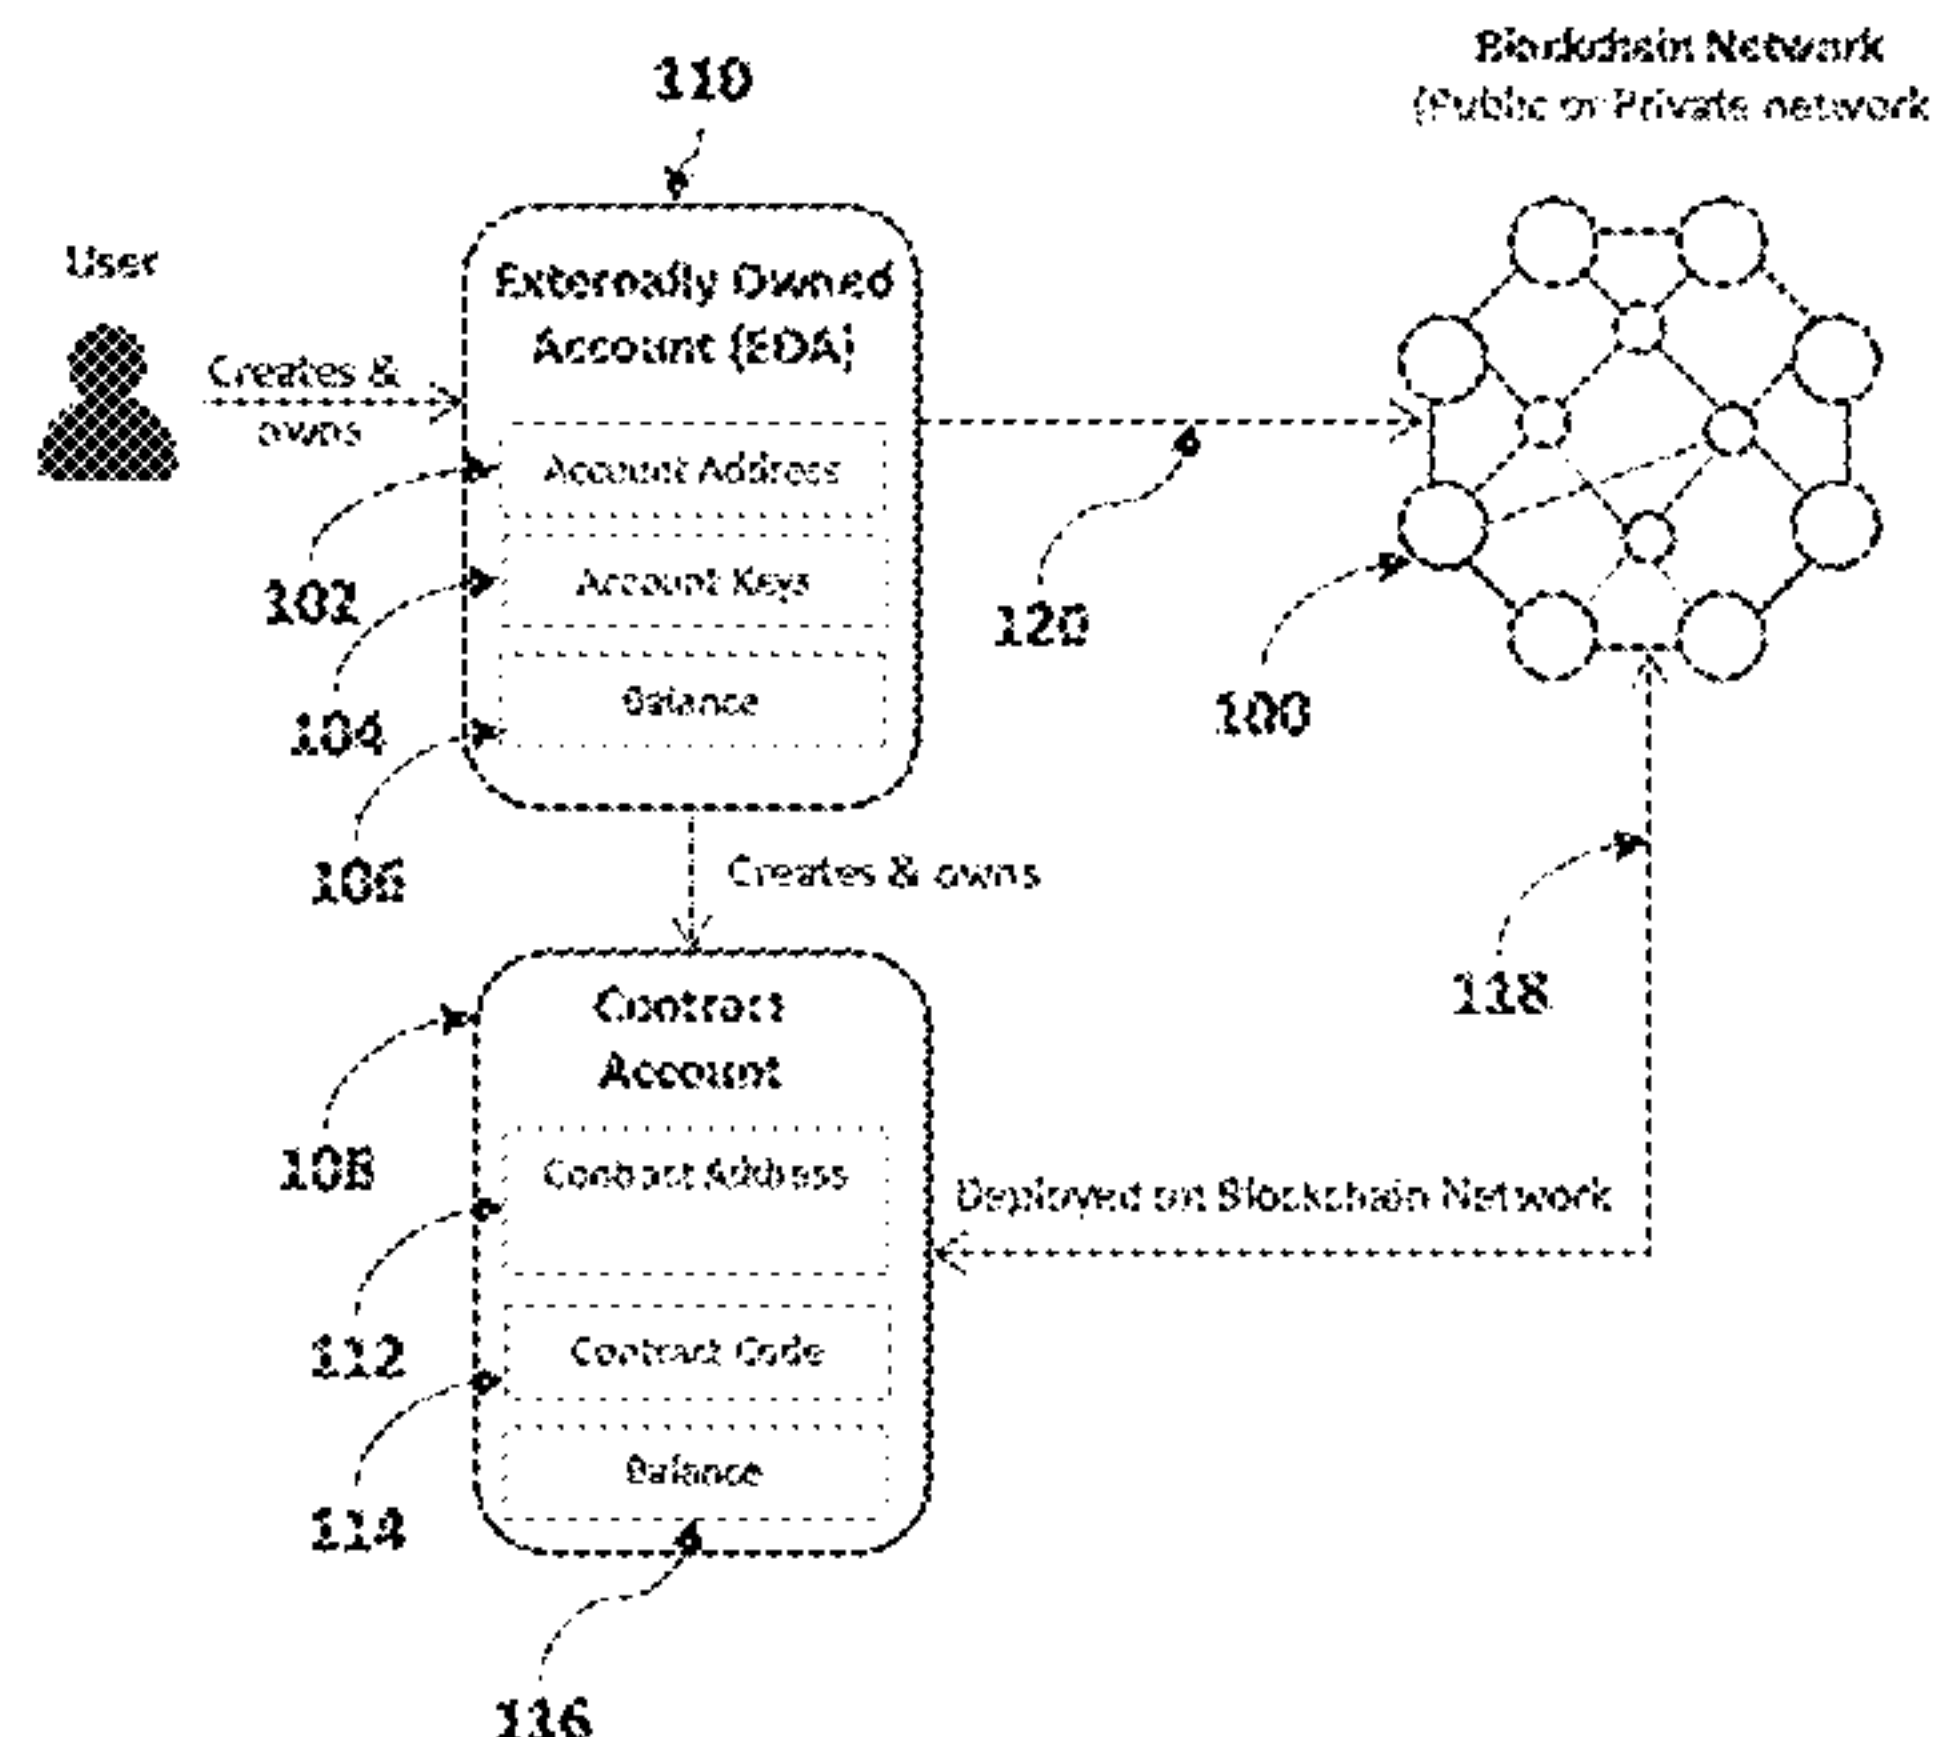 110
Blockchain Network
(Public or Private network
User
Externally Owned
Account (EOA)
Creates &
owns
Account Address
Account Keys
102
120
Balance
100
104
106
Creates & owns
118
Contract
Account
108
Contract Address
Deployed on Blockchain Network
112
Contract Code
Balance
114
116